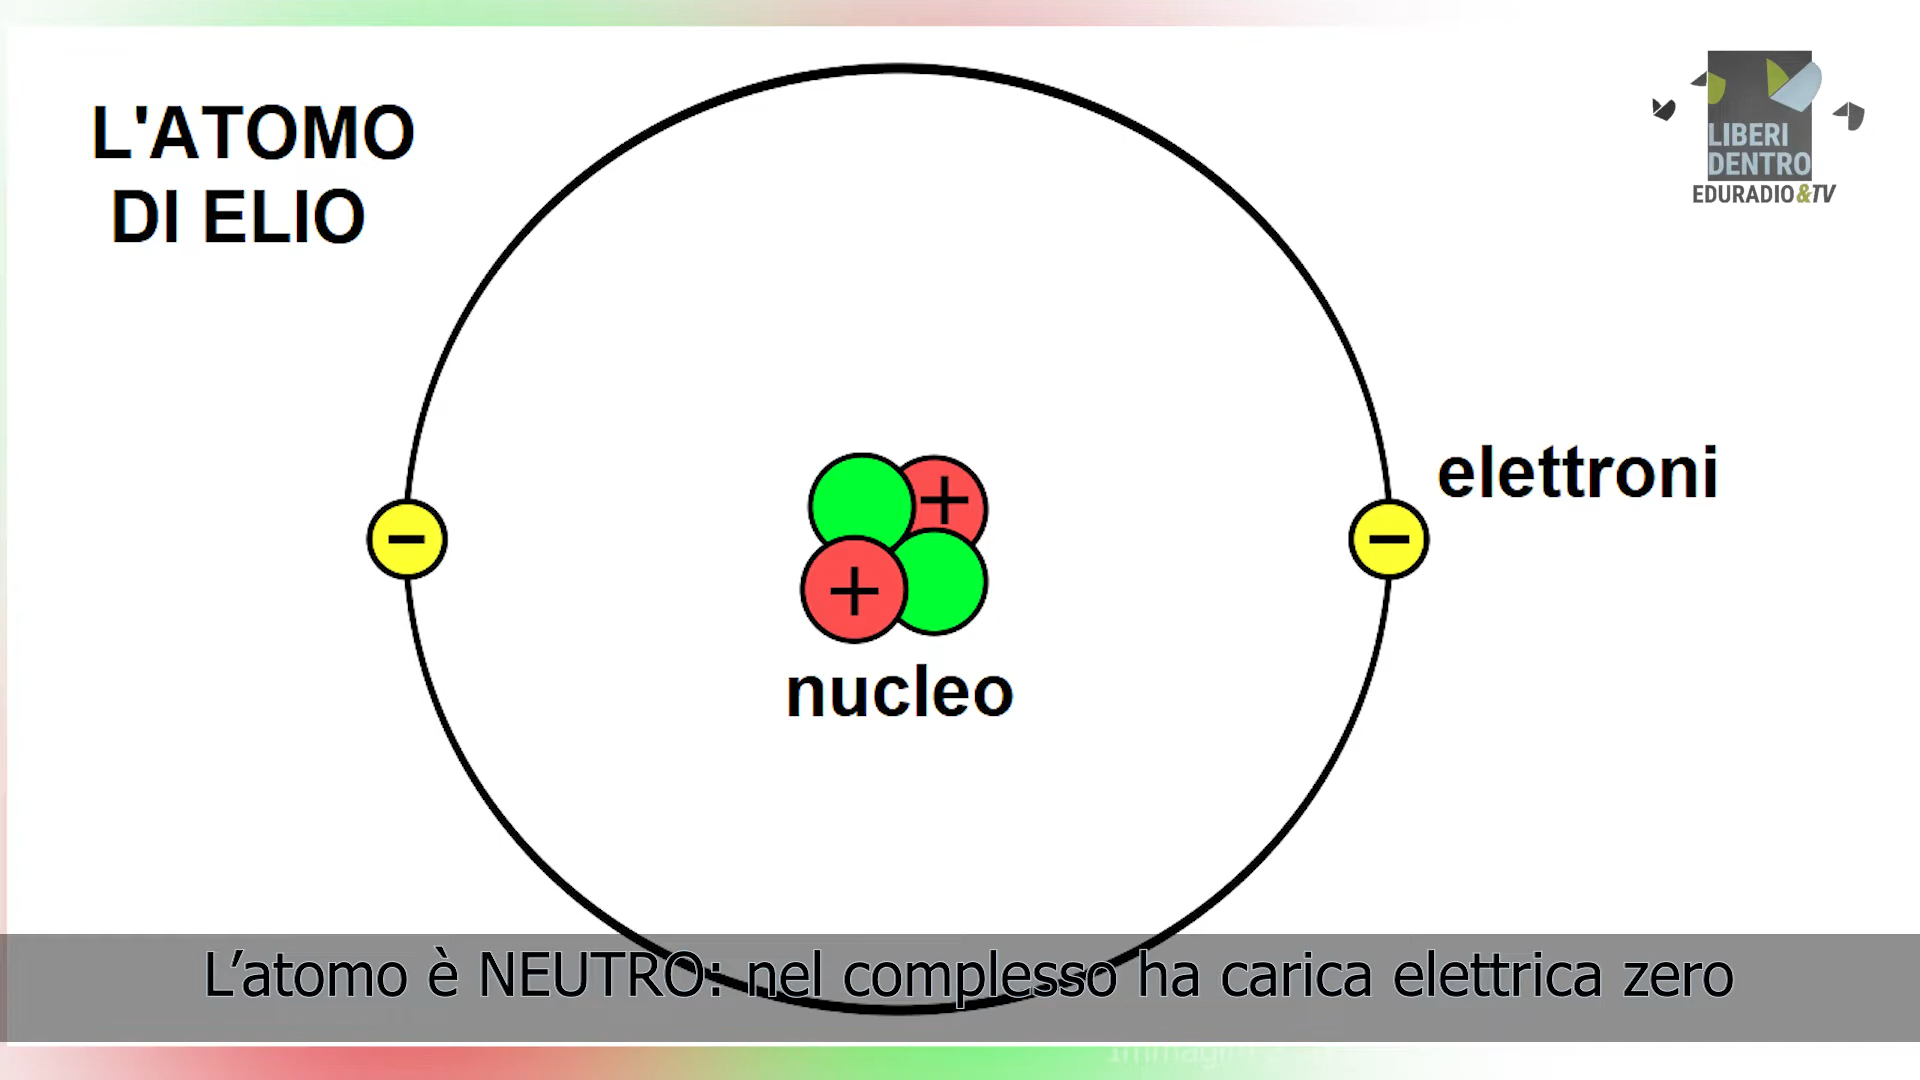 L'ATOMO
DI ELIO
LIBERI
DENTRO
EDURADIO&TV
elettroni
−
+
+
−
nucleo
L’atomo è NEUTRO: nel complesso ha carica elettrica zero